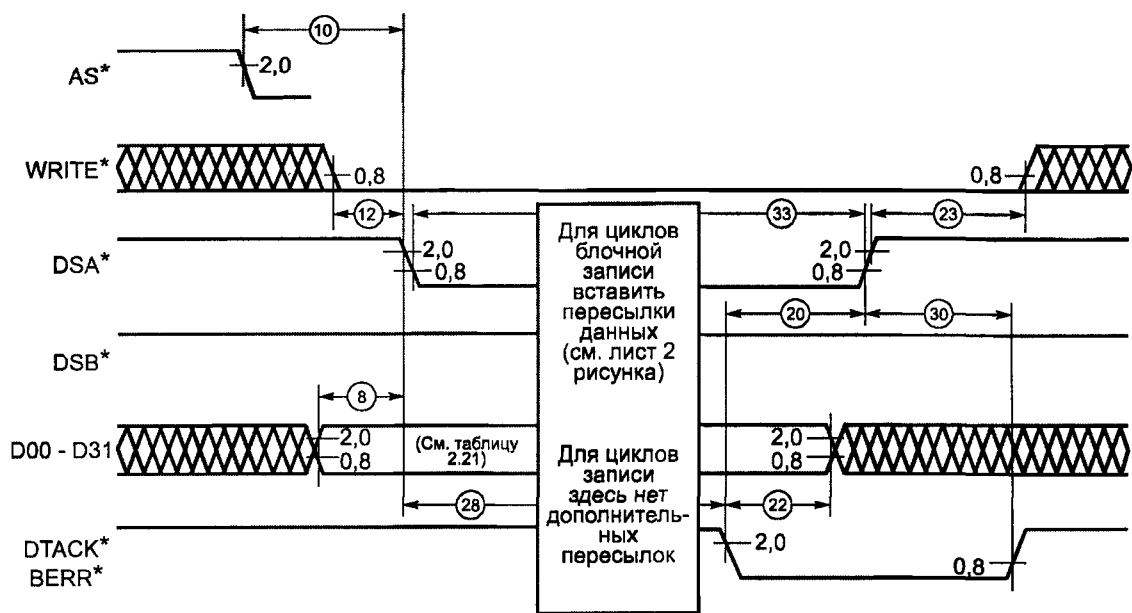 10
AS*
2,0
WRITE*
0,8
0,8
12
33
23
DSA*
2,0
0,8
2,0
0,8
Для циклов
блочной
записи
вставить
пересылки
данных
(см. лист 2
рисунка)
20
30
DSB*
8
D00 - D31
2,0
0,8
(См. таблицу
2.21)
2,0
0,8
Для циклов
записи
здесь нет
дополнитель-
ных
пересылок
28
22
DTACK*
BERR*
2,0
0,8